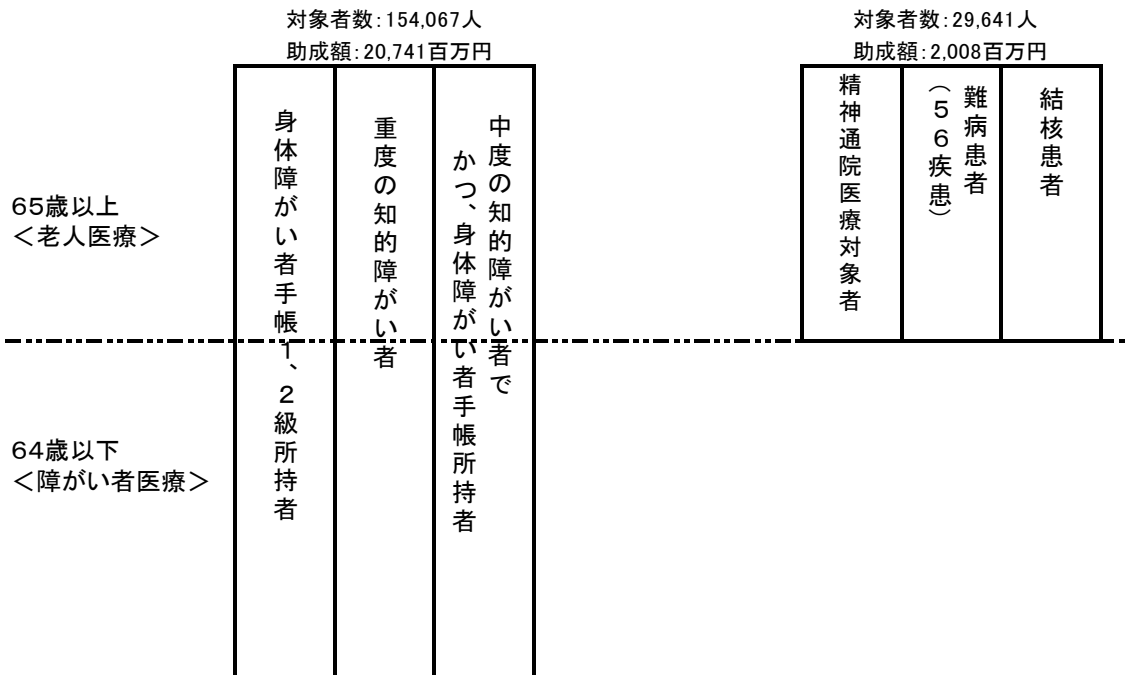 対象者数:154,067人
助成額:20,741百万円
対象者数:29,641人
助成額:2,008百万円
65歳以上
<老人医療>
64歳以下
<障がい者医療>
身体障がい者手帳1、2級所持者
重度の知的障がい者
中度の知的障がい者で
かつ、身体障がい者手帳所持者
精神通院医療対象者
難病患者
(56疾患)
結核患者